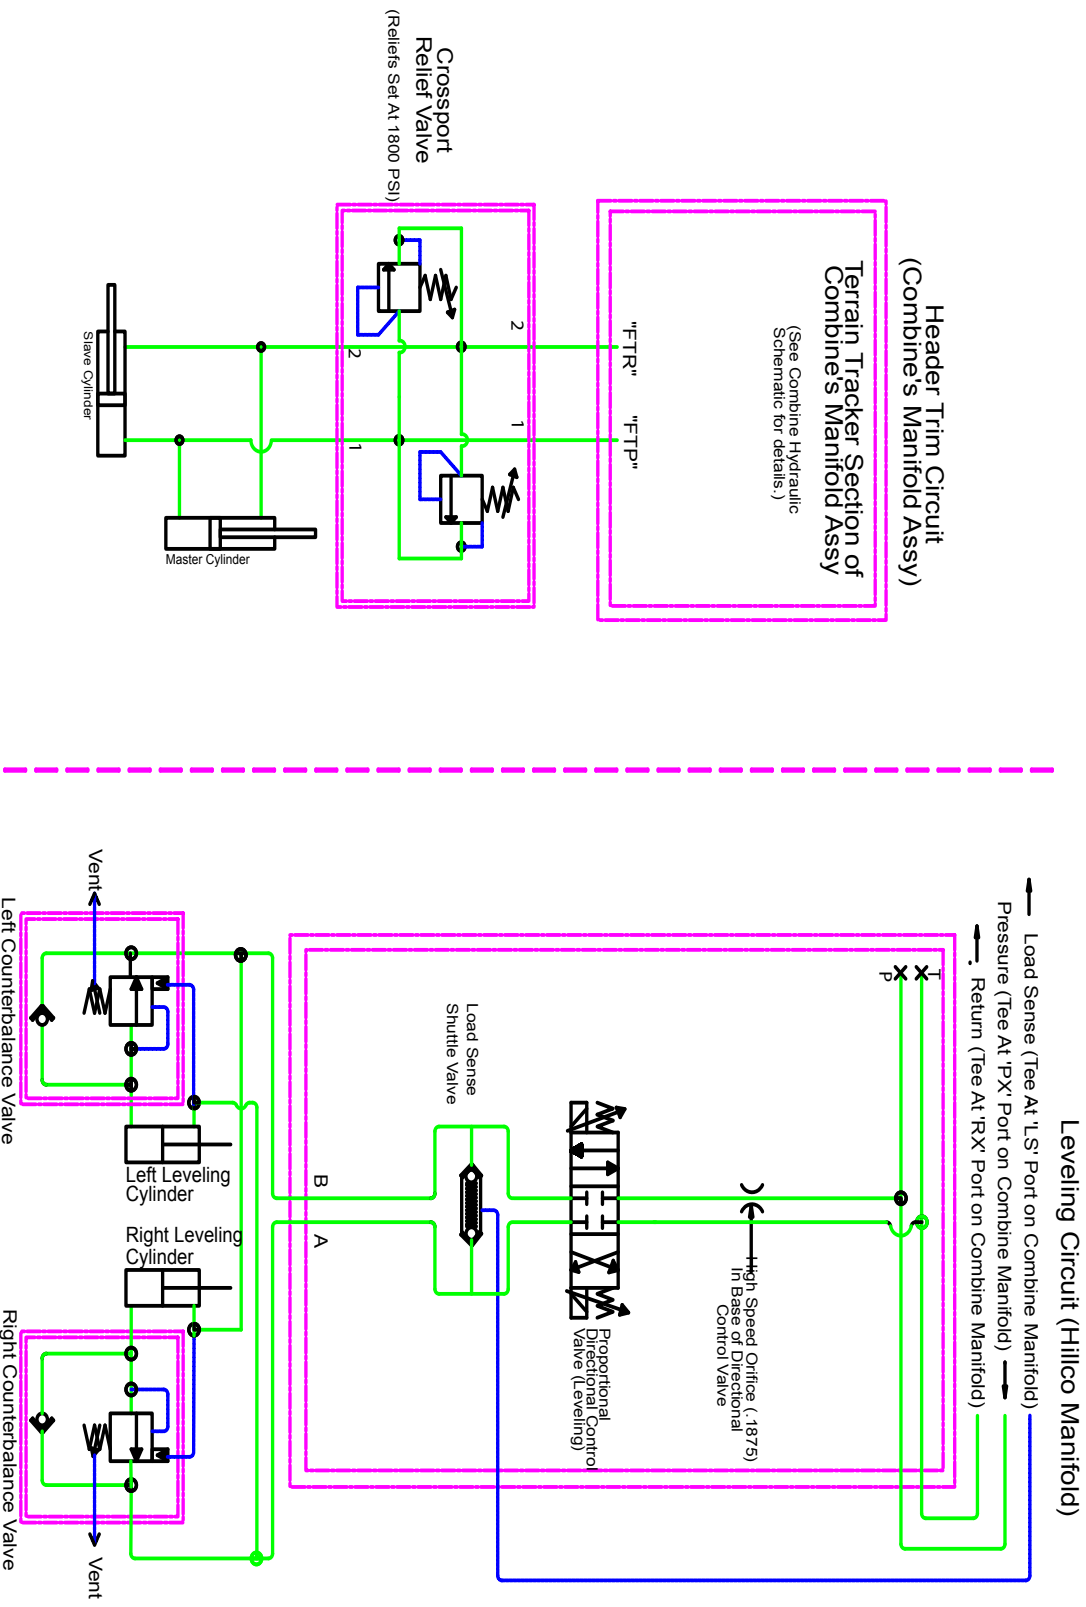 Leveling Circuit (Hillco Manifold)
Load Sense (Tee At 'LS' Port on Combine Manifold)
Pressure (Tee At 'PX' Port on Combine Manifold)
Return (Tee At 'RX' Port on Combine Manifold)
T
P
High Speed Orifice (.1875)
In Base of Directional
Control Valve
Proportional
Directional Control
Valve (Leveling)
Load Sense
Shuttle Valve
B
A
Left Leveling
Cylinder
Right Leveling
Cylinder
Vent
Left Counterbalance Valve
Right Counterbalance Valve
Vent
Header Trim Circuit
(Combine's Manifold Assy)
Terrain Tracker Section of
Combine's Manifold Assy
(See Combine Hydraulic
Schematic for details.)
"FTR"
"FTP"
2
1
Crossport
Relief Valve
(Reliefs Set At 1800 PSI)
2
1
Slave Cylinder
Master Cylinder